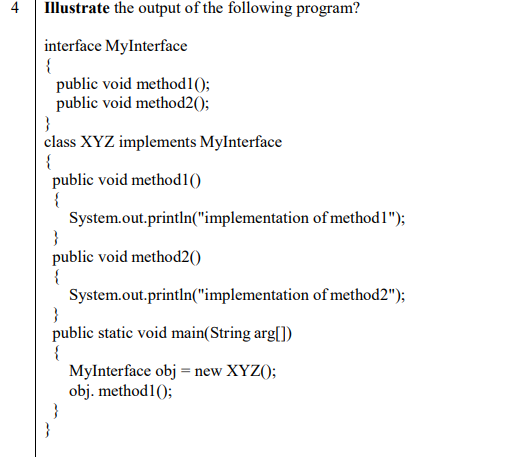 4 Illustrate the output of the following program?
interface MyInterface
{
public void method1();
public void method2();
}
class XYZ implements MyInterface
{
public void method1()
{
System.out.println("implementation of method1");
}
public void method2()
{
System.out.println("implementation of method2");
}
public static void main(String arg[])
{
MyInterface obj = new XYZ();
obj. method1();
}
}